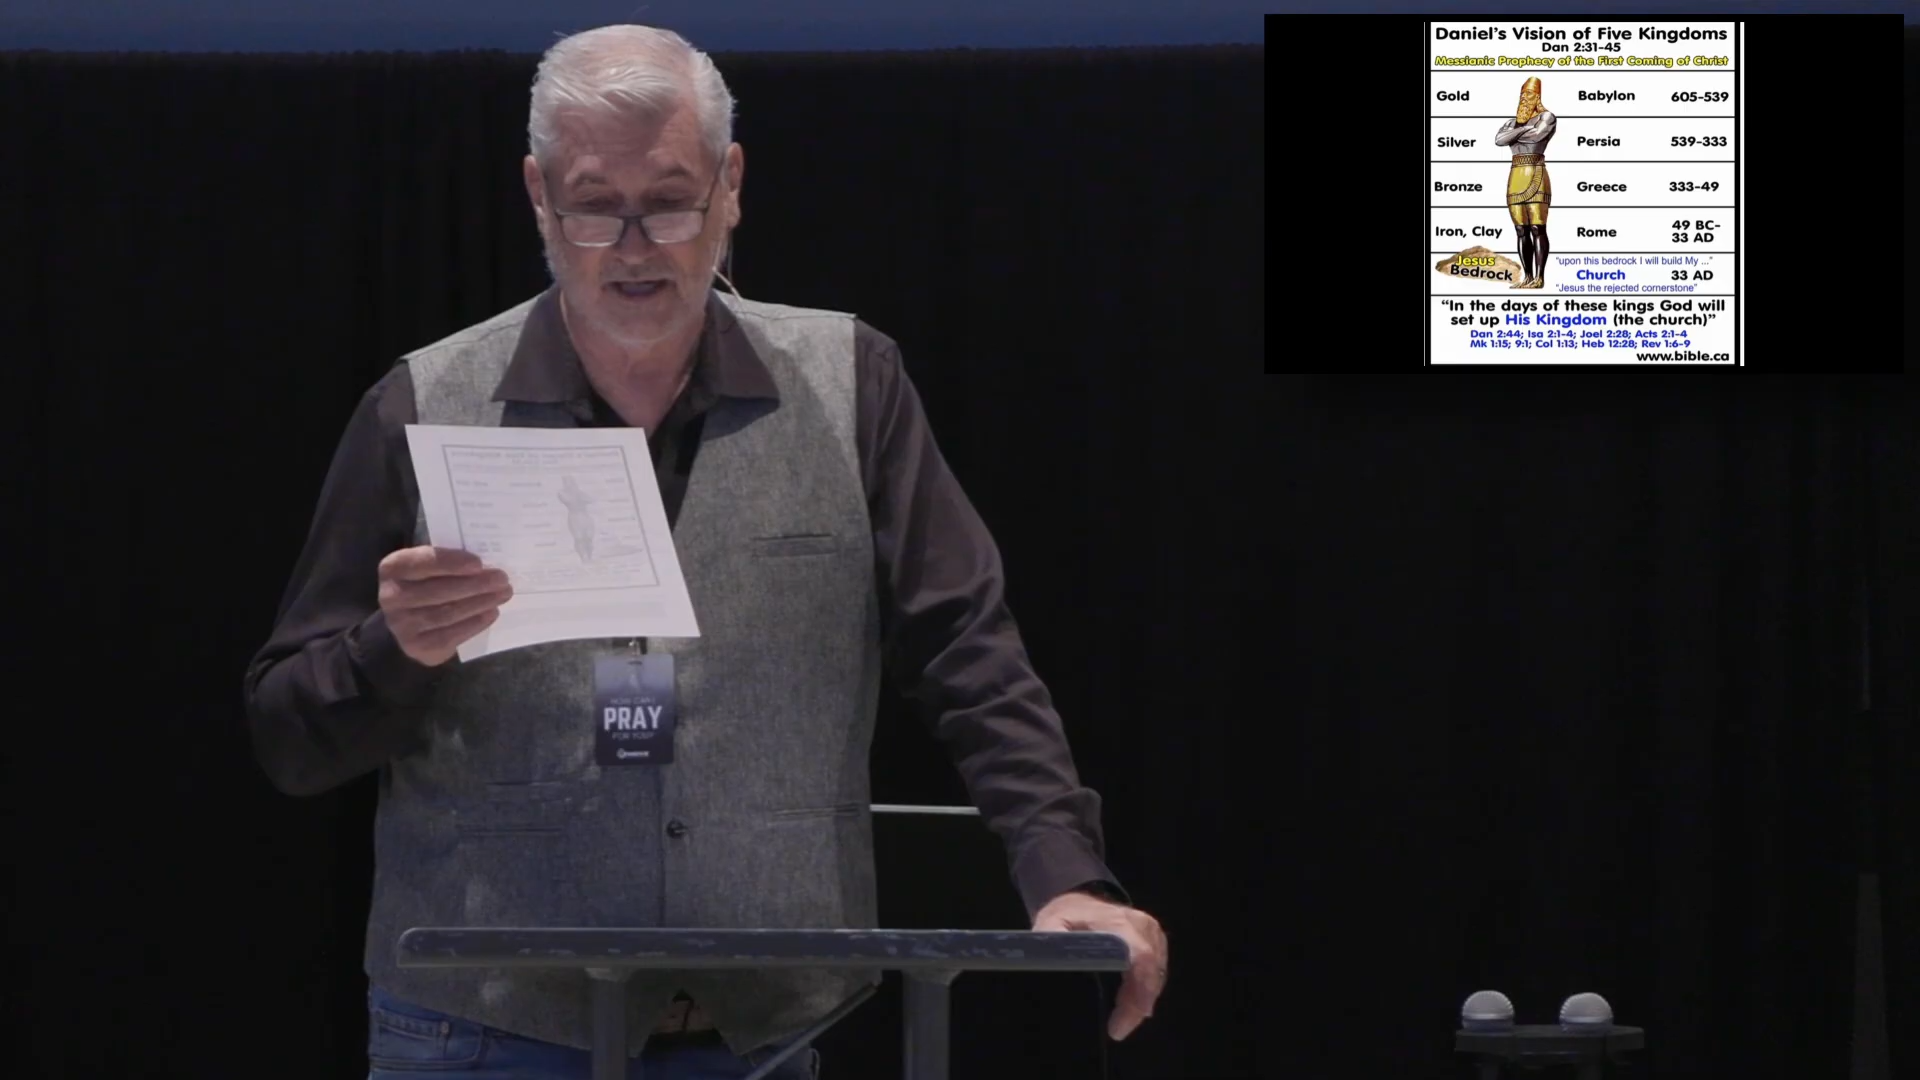 Daniel's Vision of Five Kingdoms
Dan 2:31-45
Messianic Prophecy of the First Coming of Christ
Gold Babylon 605-539
Silver Persia 539-333
Bronze Greece 333-49
Iron, Clay Rome 49 BC-
33 AD
Jesus
Bedrock
"upon this bedrock I will build My ..."
Church 33 AD
"Jesus the rejected cornerstone"
"In the days of these kings God will
set up His Kingdom (the church)"
Dan 2:44; Isa 2:1-4; Joel 2:28; Acts 2:1-4
Mk 1:15; 9:1; Col 1:13; Heb 12:28; Rev 1:6-9
www.bible.ca
HOW CAN I
PRAY
FOR YOU?